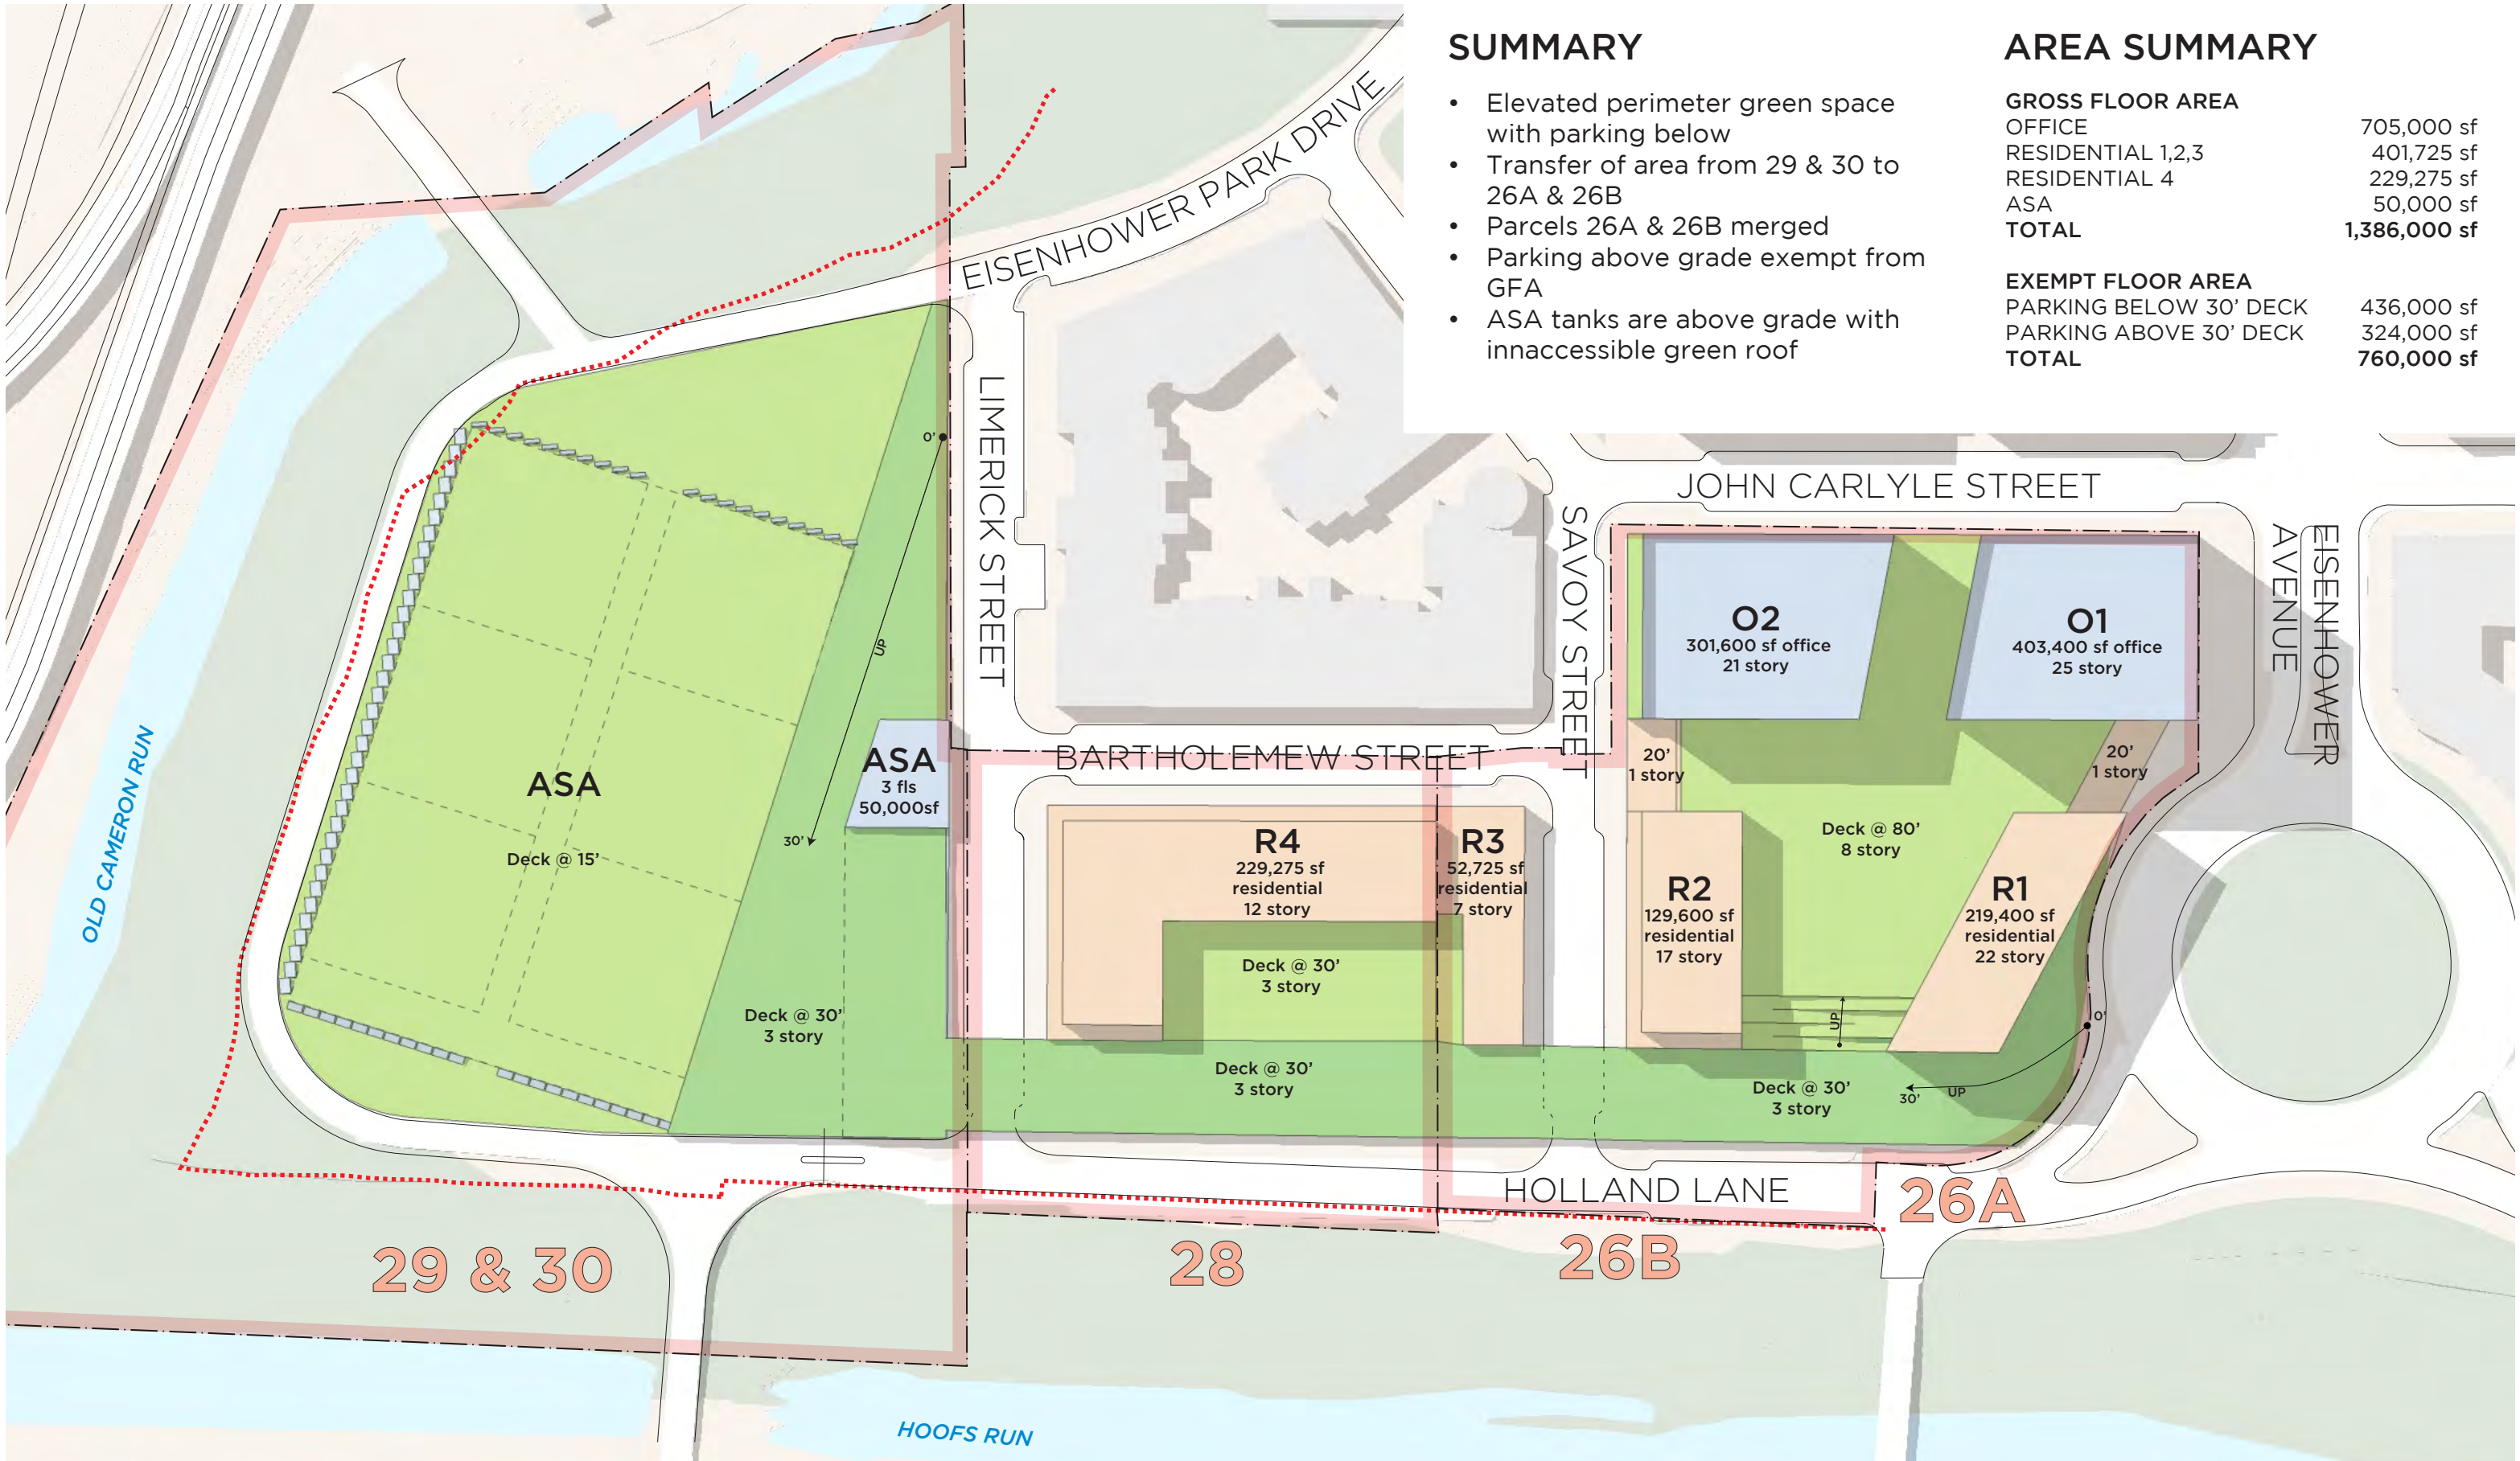 SUMMARY
• Elevated perimeter green space
with parking below
• Transfer of area from 29 & 30 to
26A & 26B
• Parcels 26A & 26B merged
• Parking above grade exempt from
GFA
• ASA tanks are above grade with
innaccessible green roof
AREA SUMMARY
GROSS FLOOR AREA
OFFICE 705,000 sf
RESIDENTIAL 1,2,3 401,725 sf
RESIDENTIAL 4 229,275 sf
ASA 50,000 sf
TOTAL 1,386,000 sf
EXEMPT FLOOR AREA
PARKING BELOW 30' DECK 436,000 sf
PARKING ABOVE 30' DECK 324,000 sf
TOTAL 760,000 sf
EISENHOWER PARK DRIVE
LIMERICK STREET
JOHN CARLYLE STREET
SAVOY STREET
EISENHOWER
AVENUE
BARTHOLEMEW STREET
HOLLAND LANE
OLD CAMERON RUN
HOOFS RUN
0'
UP
30'
ASA
Deck @ 15'
ASA
3 fls
50,000sf
Deck @ 30'
3 story
R4
229,275 sf
residential
12 story
Deck @ 30'
3 story
Deck @ 30'
3 story
R3
52,725 sf
residential
7 story
O2
301,600 sf office
21 story
O1
403,400 sf office
25 story
20'
1 story
20'
1 story
Deck @ 80'
8 story
R2
129,600 sf
residential
17 story
R1
219,400 sf
residential
22 story
UP
0'
Deck @ 30'
3 story
30'
UP
29 & 30
28
26B
26A